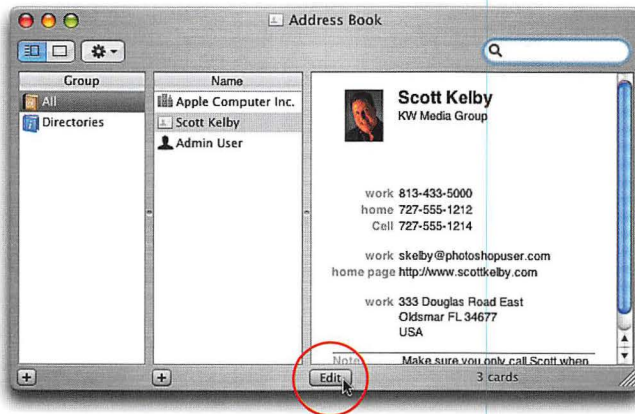 Address Book
Group
All
Directories
Name
Apple Computer Inc.
Scott Kelby
Admin User
Scott Kelby
KW Media Group
work 813-433-5000
home 727-555-1212
Cell 727-555-1214
work skelby@photoshopuser.com
home page http://www.scottkelby.com
work 333 Douglas Road East
Oldsmar FL 34677
USA
Note Make sure you only call Scott when
Edit
3 cards